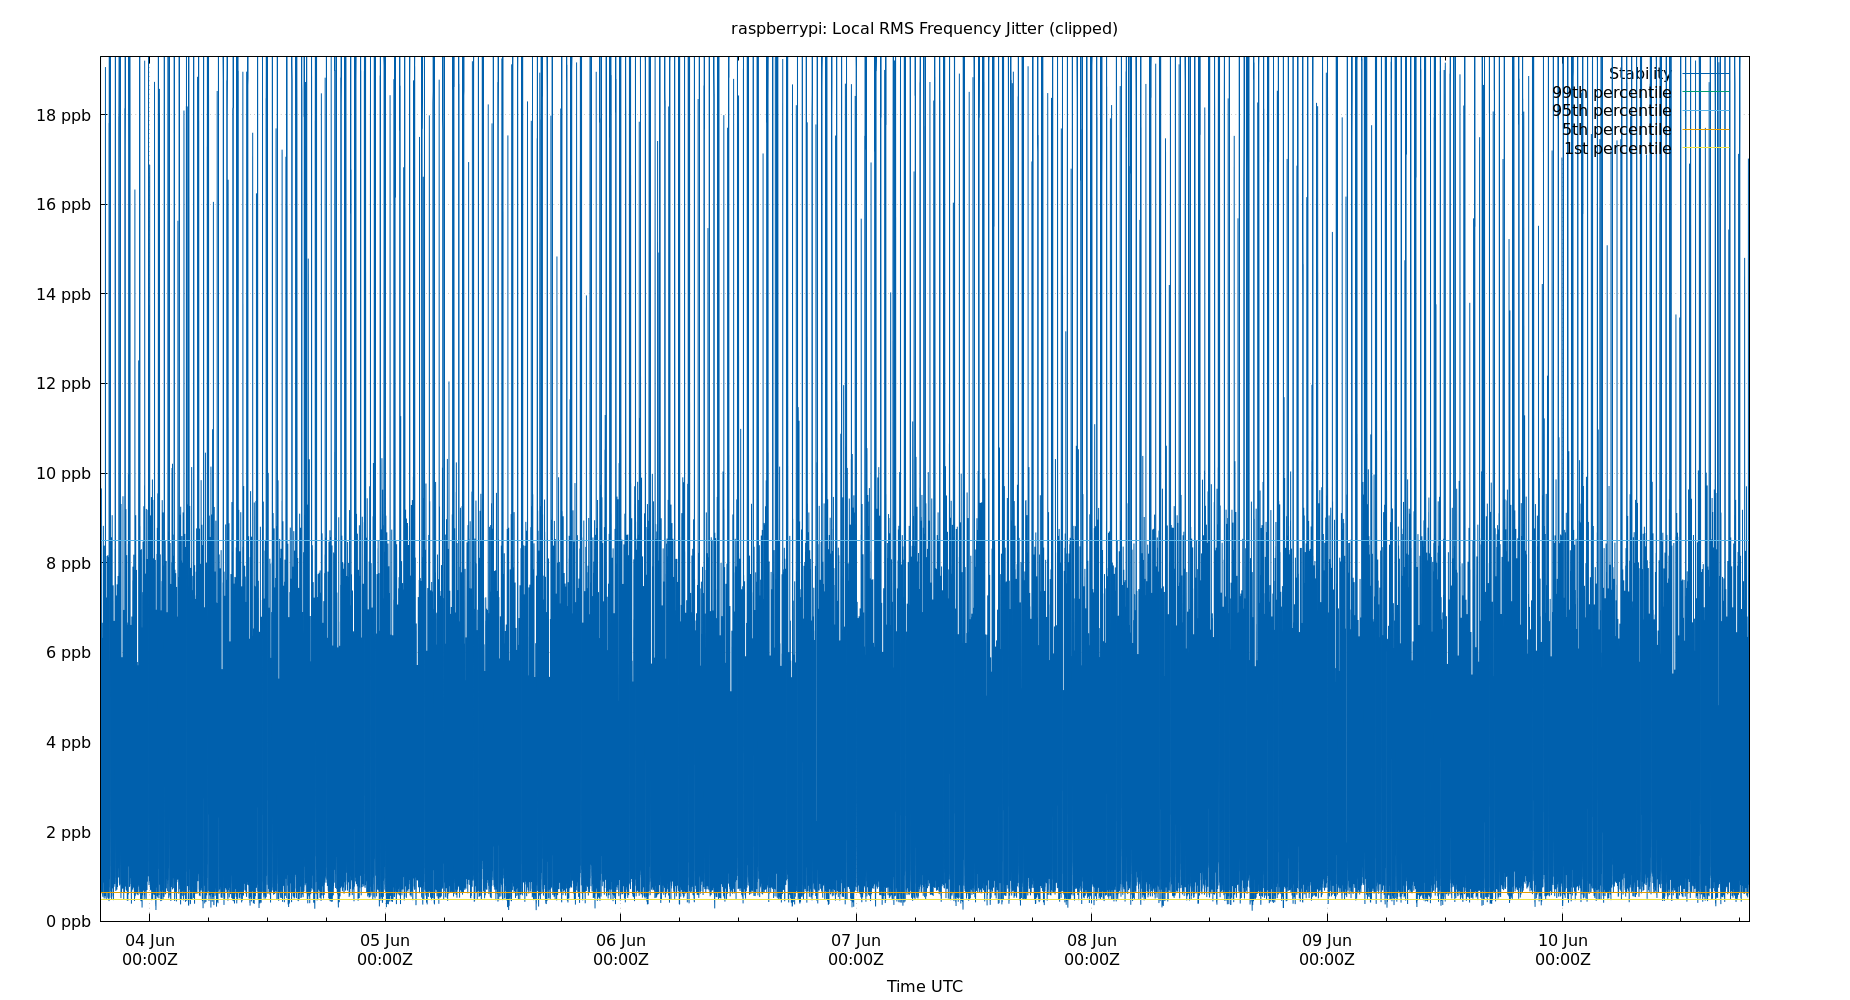 raspberrypi: Local RMS Frequency Jitter (clipped)
Stability
99th percentile
95th percentile
5th percentile
1st percentile
18 ppb
16 ppb
14 ppb
12 ppb
10 ppb
8 ppb
6 ppb
4 ppb
2 ppb
0 ppb
04 Jun 05 Jun 06 Jun 07 Jun 08 Jun 09 Jun 10 Jun
00:00Z 00:00Z 00:00Z 00:00Z 00:00Z 00:00Z 00:00Z
Time UTC